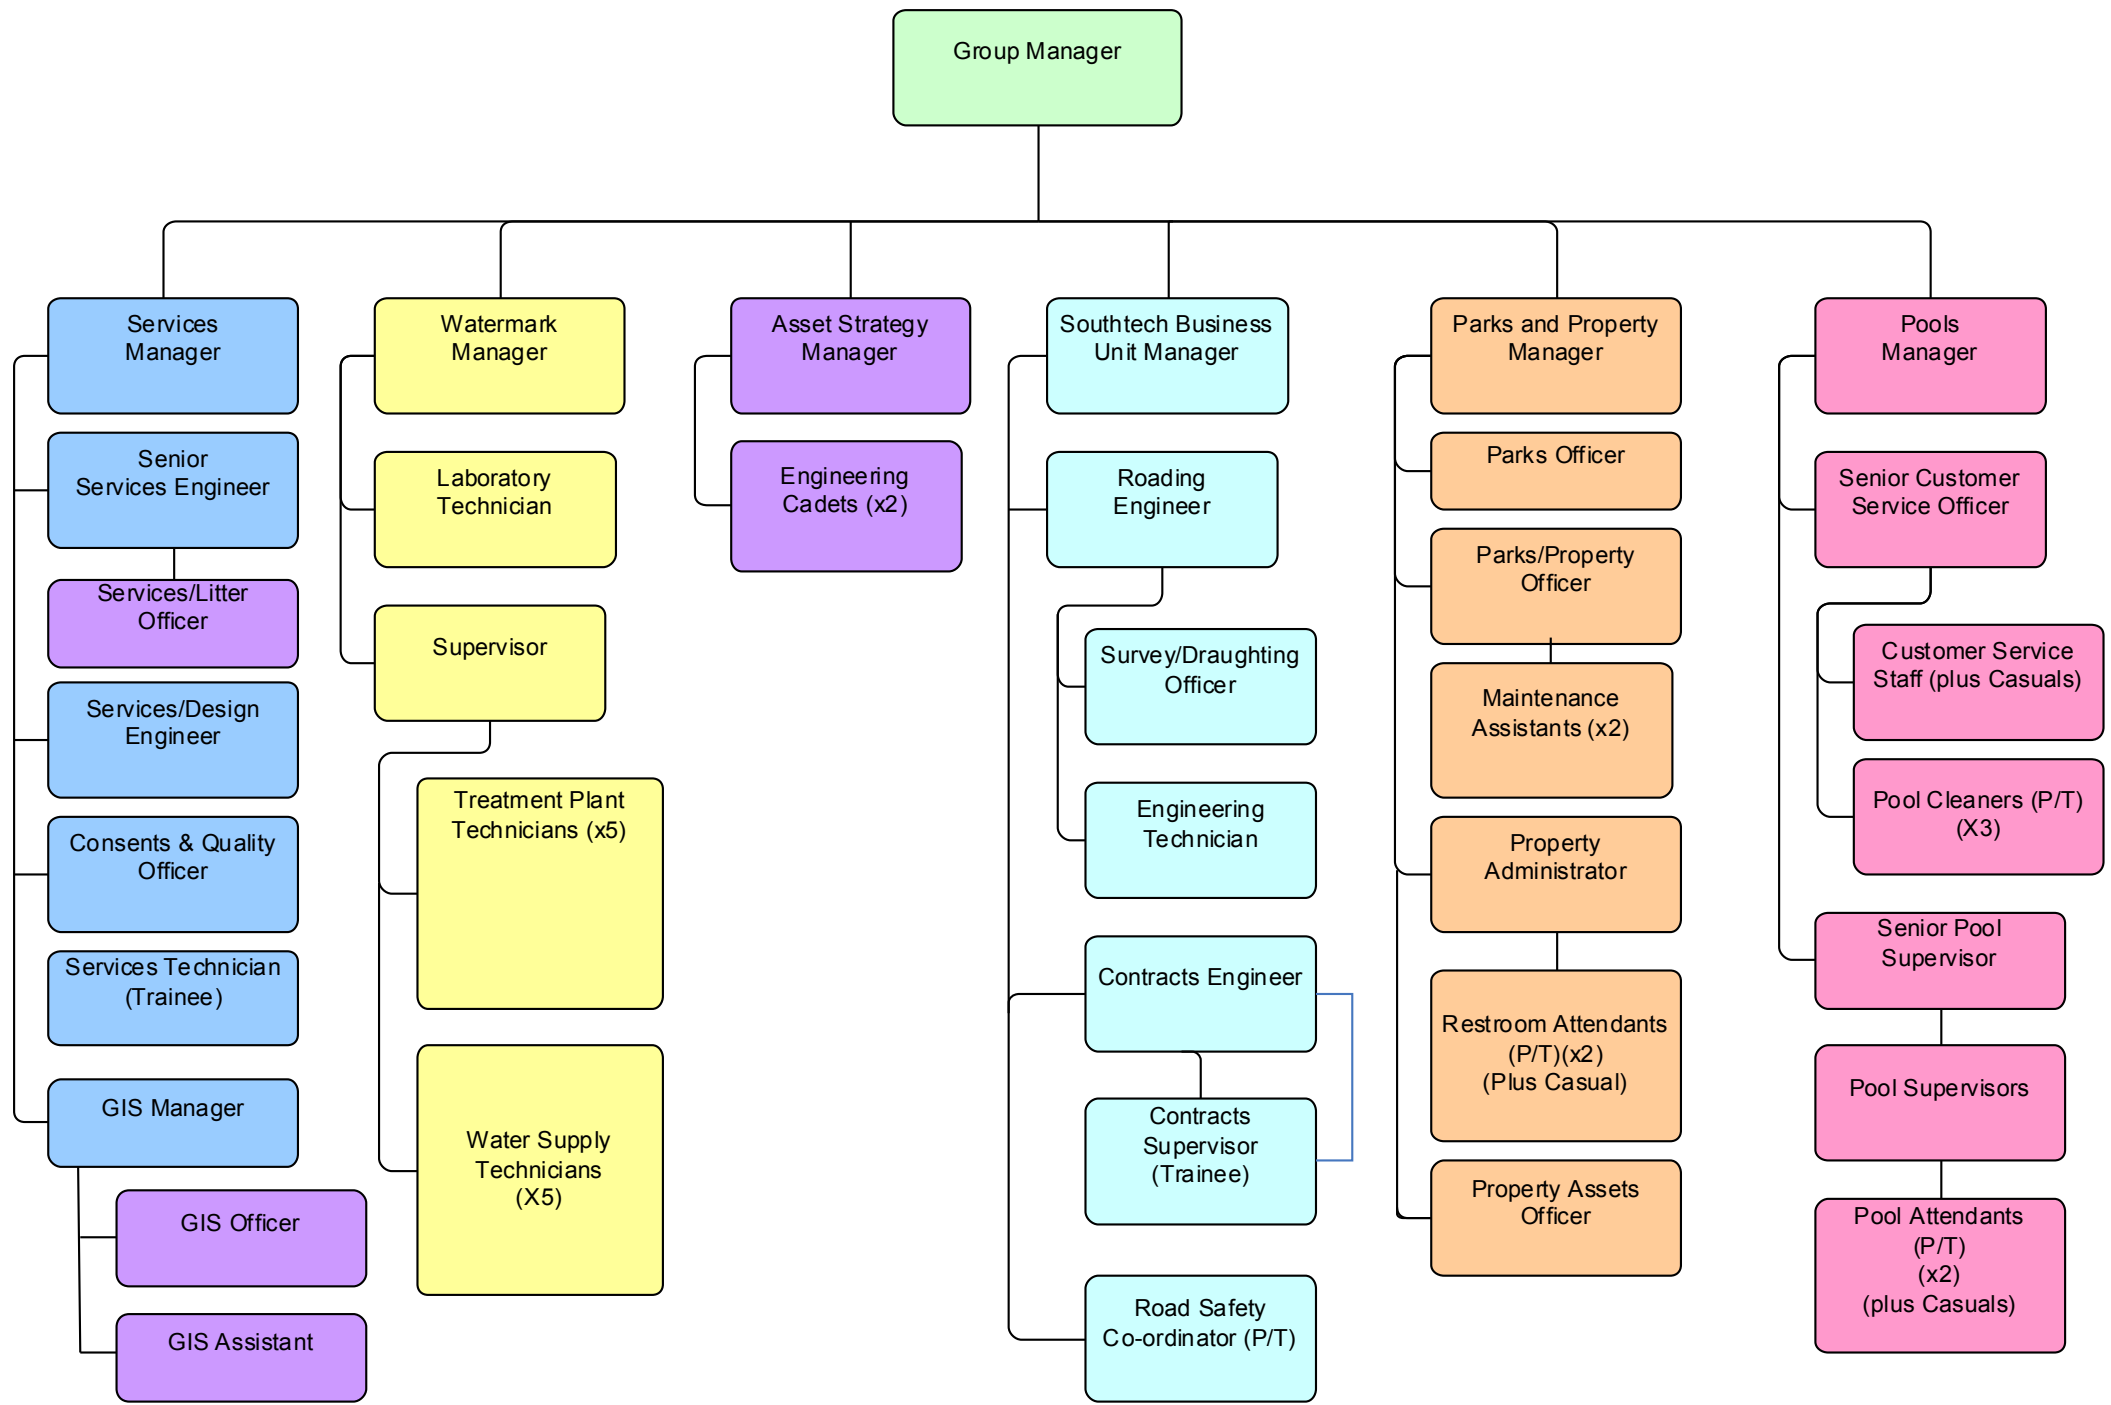 Group Manager
Services
Manager
Senior
Services Engineer
Services/Litter
Officer
Services/Design
Engineer
Consents & Quality
Officer
Services Technician
(Trainee)
GIS Manager
GIS Officer
GIS Assistant
Watermark
Manager
Laboratory
Technician
Supervisor
Treatment Plant
Technicians (x5)
Water Supply
Technicians
(X5)
Asset Strategy
Manager
Engineering
Cadets (x2)
Southtech Business
Unit Manager
Roading
Engineer
Survey/Draughting
Officer
Engineering
Technician
Contracts Engineer
Contracts
Supervisor
(Trainee)
Road Safety
Co-ordinator (P/T)
Parks and Property
Manager
Parks Officer
Parks/Property
Officer
Maintenance
Assistants (x2)
Property
Administrator
Restroom Attendants
(P/T)(x2)
(Plus Casual)
Property Assets
Officer
Pools
Manager
Senior Customer
Service Officer
Customer Service
Staff (plus Casuals)
Pool Cleaners (P/T)
(X3)
Senior Pool
Supervisor
Pool Supervisors
Pool Attendants
(P/T)
(x2)
(plus Casuals)